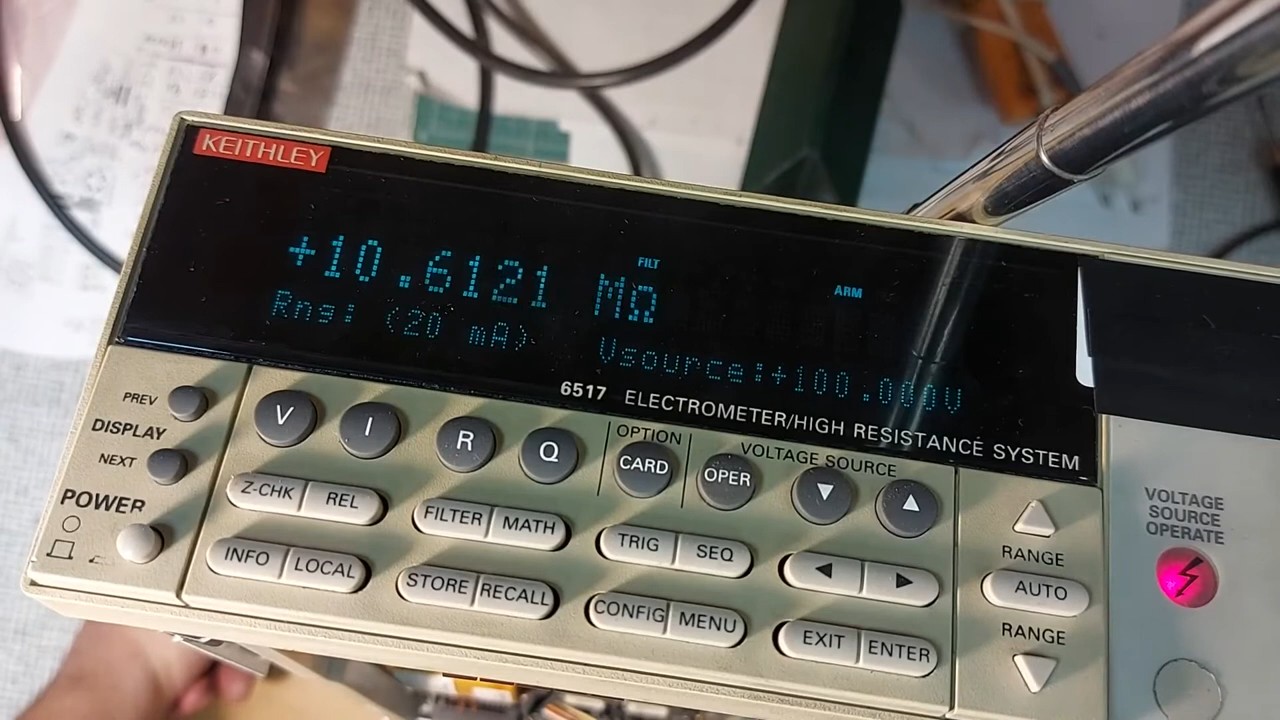 KEITHLEY
+10.6121 MΩ
FILT
ARM
Rng: (20 mA)
Vsource:+100.000V
6517 ELECTROMETER/HIGH RESISTANCE SYSTEM
PREV
DISPLAY
NEXT
POWER
V
I
R
Q
OPTION
CARD
VOLTAGE SOURCE
OPER
Z-CHK
REL
FILTER
MATH
TRIG
SEQ
INFO
LOCAL
STORE
RECALL
CONFIG
MENU
EXIT
ENTER
RANGE
AUTO
RANGE
VOLTAGE
SOURCE
OPERATE